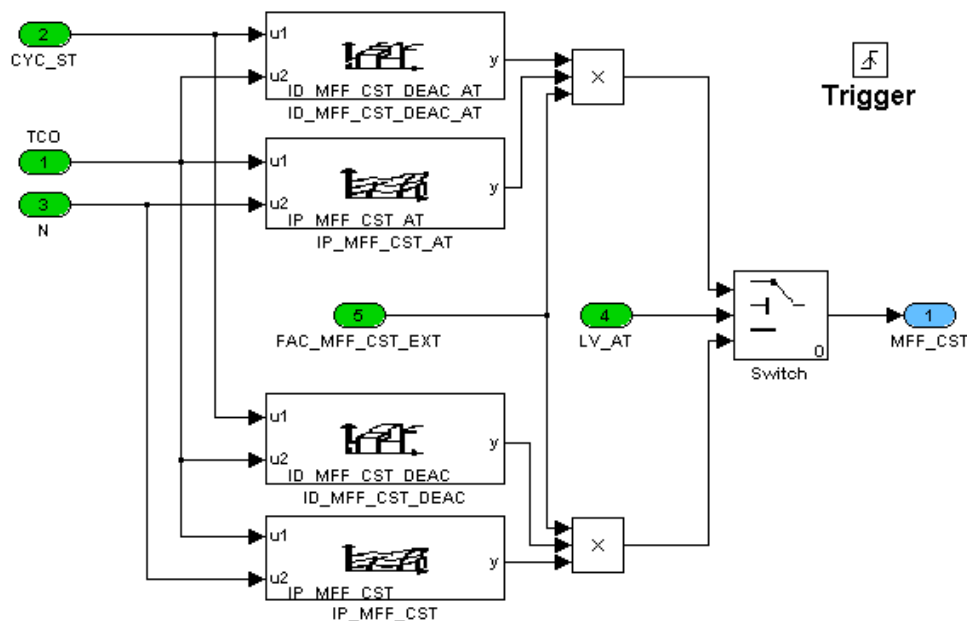 2
CYC_ST
u1
u2
y
ID_MFF_CST_DEAC_AT
ID_MFF_CST_DEAC_AT
×
Trigger
TCO
1
3
N
u1
u2
y
IP_MFF_CST_AT
IP_MFF_CST_AT
5
FAC_MFF_CST_EXT
4
LV_AT
0
Switch
1
MFF_CST
u1
u2
y
ID_MFF_CST_DEAC
ID_MFF_CST_DEAC
u1
u2
y
IP_MFF_CST
IP_MFF_CST
×